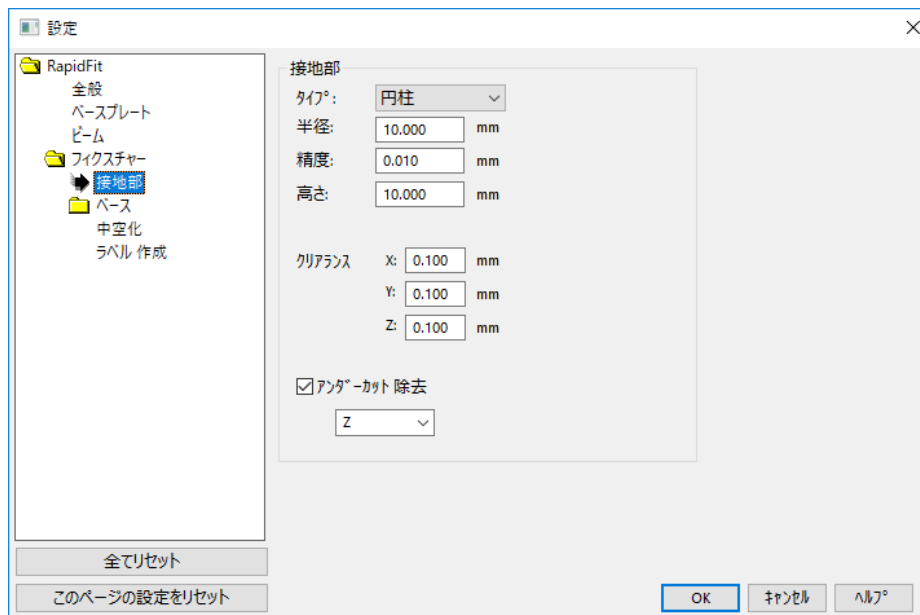 設定
RapidFit
全般
ベースプレート
ビーム
フィクスチャー
接地部
ベース
中空化
ラベル 作成
全てリセット
このページの設定をリセット
接地部
ﾀｲﾌﾟ: 円柱
半径: 10.000 mm
精度: 0.010 mm
高さ: 10.000 mm
ｸﾘｱﾗﾝｽ X: 0.100 mm
Y: 0.100 mm
Z: 0.100 mm
ｱﾝﾀﾞｰｶｯﾄ 除去
Z
OK ｷｬﾝｾﾙ ﾍﾙﾌﾟ